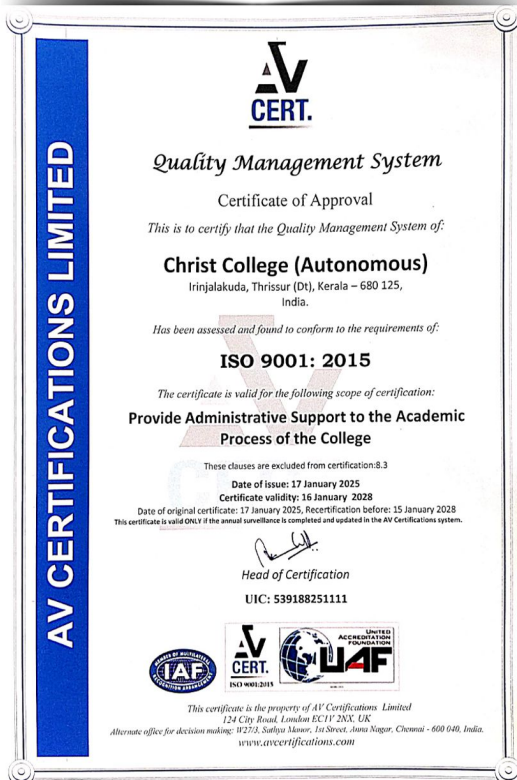 AV CERTIFICATIONS LIMITED
AV
CERT.
Quality Management System
Certificate of Approval
This is to certify that the Quality Management System of:
Christ College (Autonomous)
Irinjalakuda, Thrissur (Dt), Kerala – 680 125,
India.
Has been assessed and found to conform to the requirements of:
ISO 9001: 2015
The certificate is valid for the following scope of certification:
Provide Administrative Support to the Academic
Process of the College
These clauses are excluded from certification:8.3
Date of issue: 17 January 2025
Certificate validity: 16 January 2028
Date of original certificate: 17 January 2025, Recertification before: 15 January 2028
This certificate is valid ONLY if the annual surveillance is completed and updated in the AV Certifications system.
Head of Certification
UIC: 539188251111
MEMBER OF MULTILATERAL
IAF
RECOGNITION ARRANGEMENT
AV
CERT.
ISO 9001:2015
UNITED
ACCREDITATION
FOUNDATION
UAF
This certificate is the property of AV Certifications Limited
124 City Road, London EC1V 2NX, UK
Alternate office for decision making: W27/3, Sathya Manor, 1st Street, Anna Nagar, Chennai - 600 040, India.
www.avcertifications.com